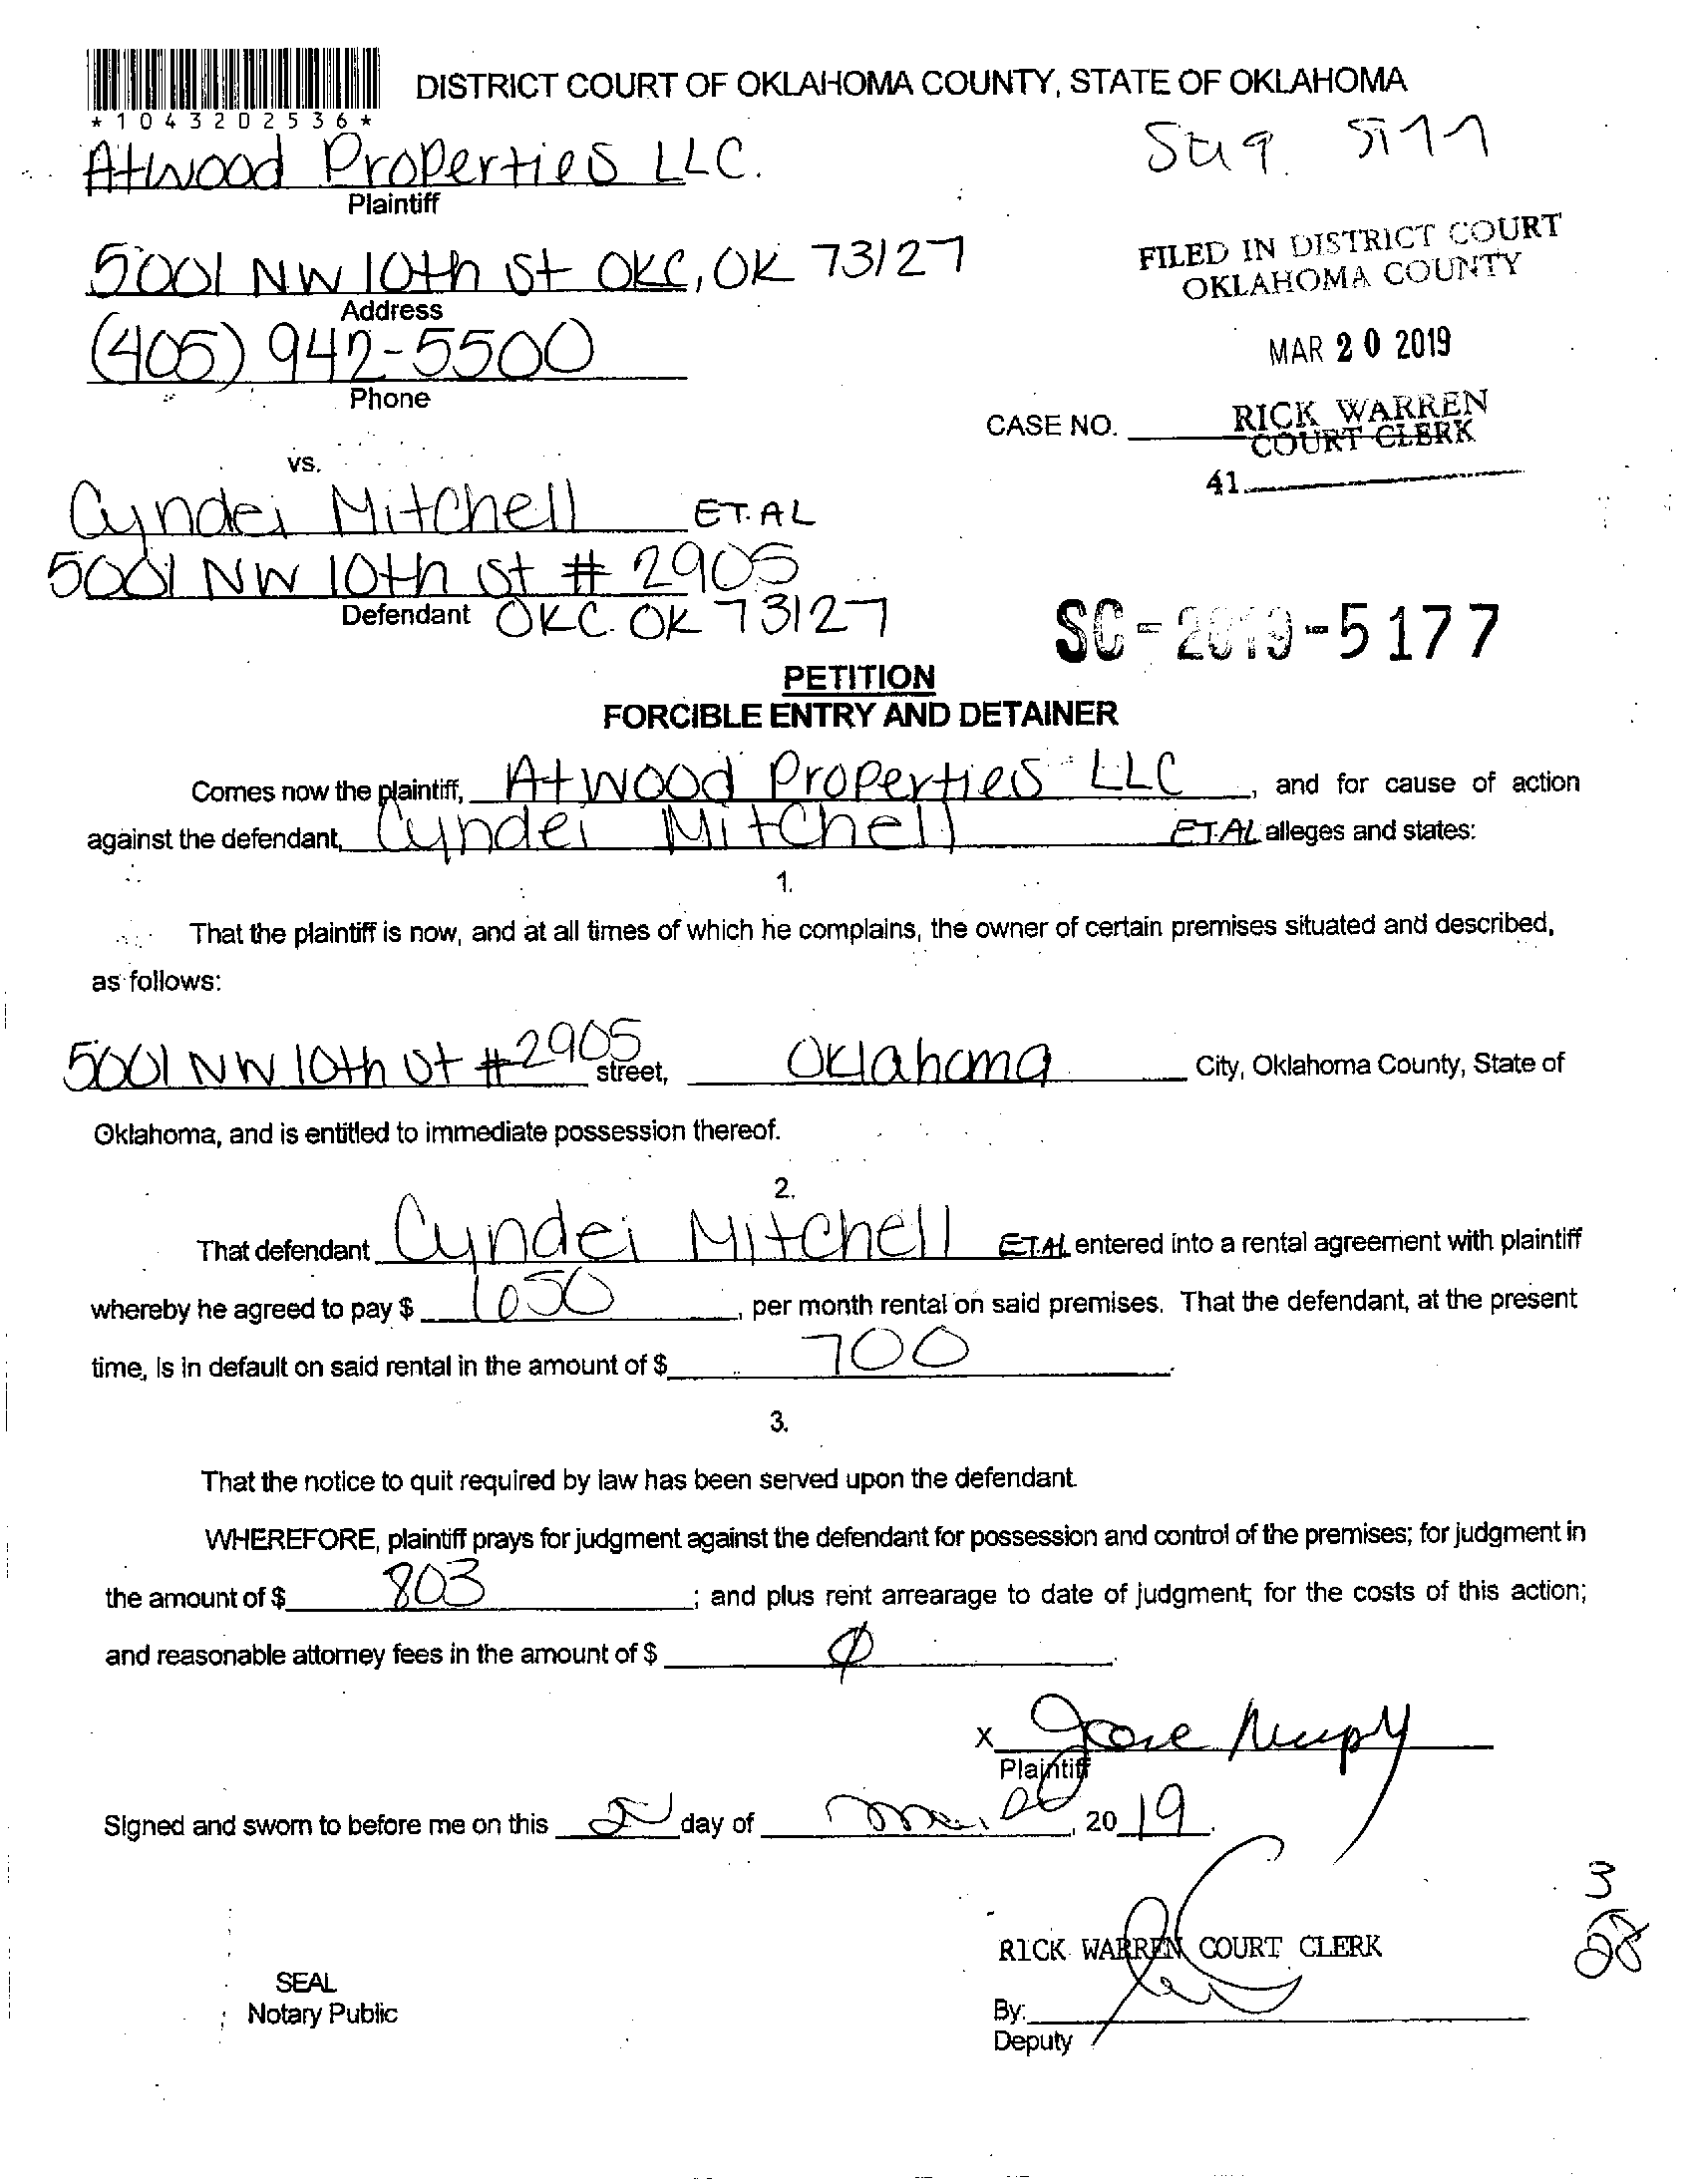 *1043202536*
DISTRICT COURT OF OKLAHOMA COUNTY, STATE OF OKLAHOMA
Atwood Properties LLC.
Plaintiff
5001 NW 10th St OKC, OK 73127
Address
(405) 942-5500
Phone
FILED IN DISTRICT COURT
OKLAHOMA COUNTY
MAR 20 2019
RICK WARREN
COURT CLERK
41
CASE NO.
vs.
Cyndei Mitchell ET.AL
5001 NW 10th St # 2905
Defendant OKC. OK 73127
SC-2019-5177
PETITION
FORCIBLE ENTRY AND DETAINER
Comes now the plaintiff, Atwood Properties LLC, and for cause of action
against the defendant, Cyndei Mitchell ET.AL alleges and states:
1.
That the plaintiff is now, and at all times of which he complains, the owner of certain premises situated and described,
as follows:
5001 NW 10th St #2905 street, Oklahoma City, Oklahoma County, State of
Oklahoma, and is entitled to immediate possession thereof.
2.
That defendant Cyndei Mitchell ET.AL entered into a rental agreement with plaintiff
whereby he agreed to pay $ 650, per month rental on said premises. That the defendant, at the present
time, is in default on said rental in the amount of $ 700.
3.
That the notice to quit required by law has been served upon the defendant.
WHEREFORE, plaintiff prays for judgment against the defendant for possession and control of the premises; for judgment in
the amount of $ 803; and plus rent arrearage to date of judgment; for the costs of this action;
and reasonable attorney fees in the amount of $ 0.
X
Plaintiff
Signed and sworn to before me on this day of , 20 19.
RICK WARREN COURT CLERK
SEAL
Notary Public
By:
Deputy